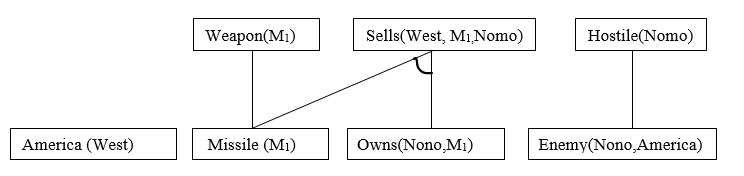 Weapon(M₁)
Sells(West, M₁,Nomo)
Hostile(Nomo)
America (West)
Missile (M₁)
Owns(Nono,M₁)
Enemy(Nono,America)